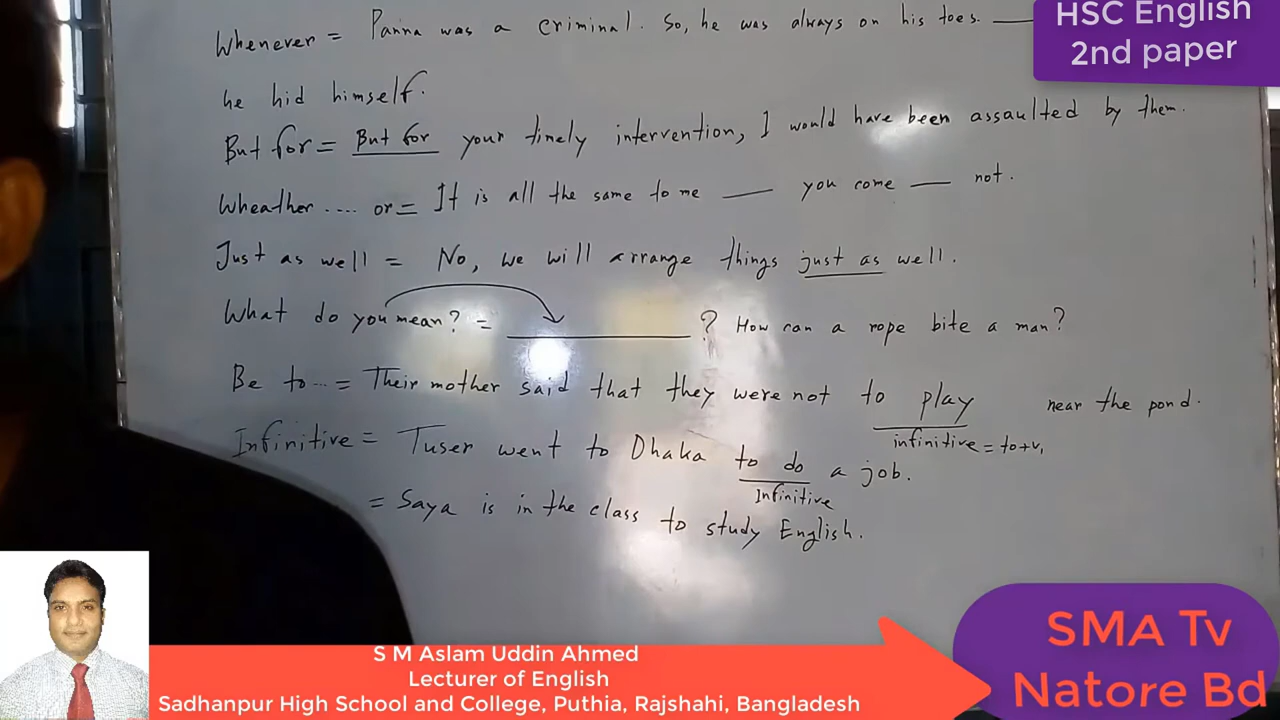 Whenever = Panna was a criminal. So, he was always on his toes. ____
he hid himself.
But for = But for your timely intervention, I would have been assaulted by them.
Wheather .... or = It is all the same to me ____ you come ____ not.
Just as well = No, we will arrange things just as well.
What do you mean? = ________ ? How can a rope bite a man?
Be to... = Their mother said that they were not to play near the pond.
infinitive = to+v₁
Infinitive = Tuser went to Dhaka to do a job.
Infinitive
= Saya is in the class to study English.
HSC English
2nd paper
S M Aslam Uddin Ahmed
Lecturer of English
Sadhanpur High School and College, Puthia, Rajshahi, Bangladesh
SMA Tv
Natore Bd